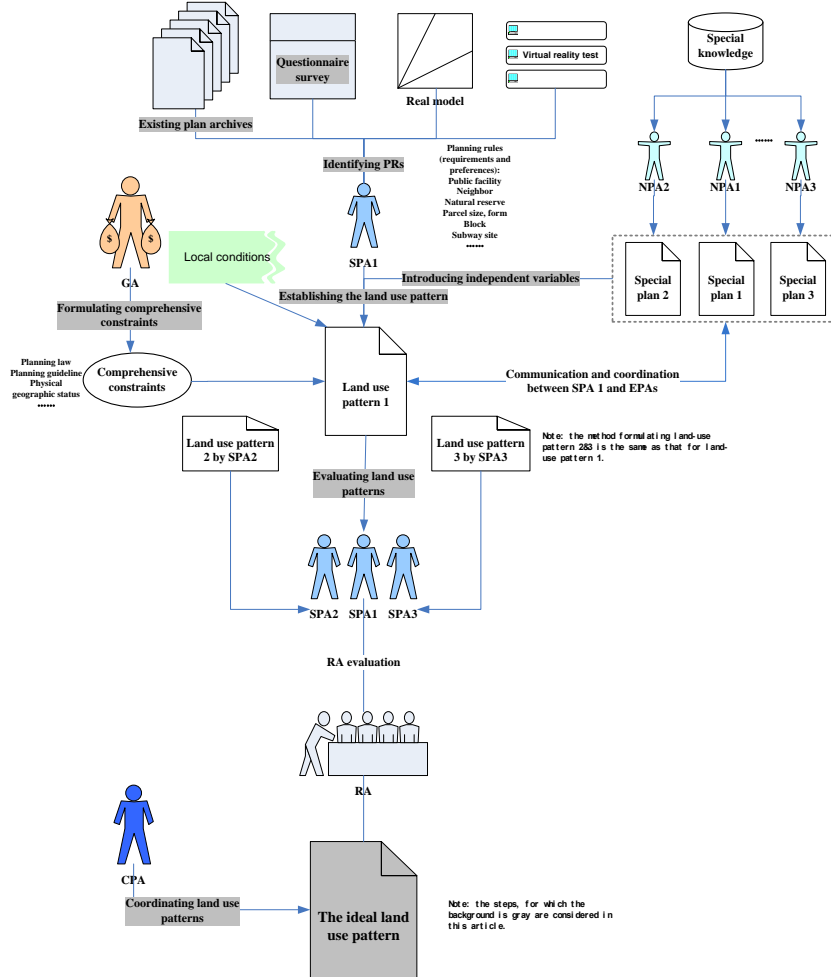 Questionnaire
survey
Virtual reality test
Special
knowledge
Real model
Existing plan archives
Identifying PRs
Planning rules
(requirements and
preferences):
Public facility
Neighbor
Natural reserve
Parcel size, form
Block
Subway site
......
SPA1
NPA2
NPA1
......
NPA3
$
$
GA
Local conditions
Introducing independent variables
Establishing the land use pattern
Special
plan 2
Special
plan 1
Special
plan 3
Formulating comprehensive
constraints
Planning law
Planning guideline
Physical
geographic status
......
Comprehensive
constraints
Land use
pattern 1
Communication and coordination
between SPA 1 and EPAs
Land use pattern
2 by SPA2
Land use pattern
3 by SPA3
Note: the method formulating land-use
pattern 2&3 is the same as that for land-
use pattern 1.
Evaluating land use
patterns
SPA2
SPA1
SPA3
RA evaluation
RA
CPA
Coordinating land use
patterns
The ideal land
use pattern
Note: the steps, for which the
background is gray are considered in
this article.